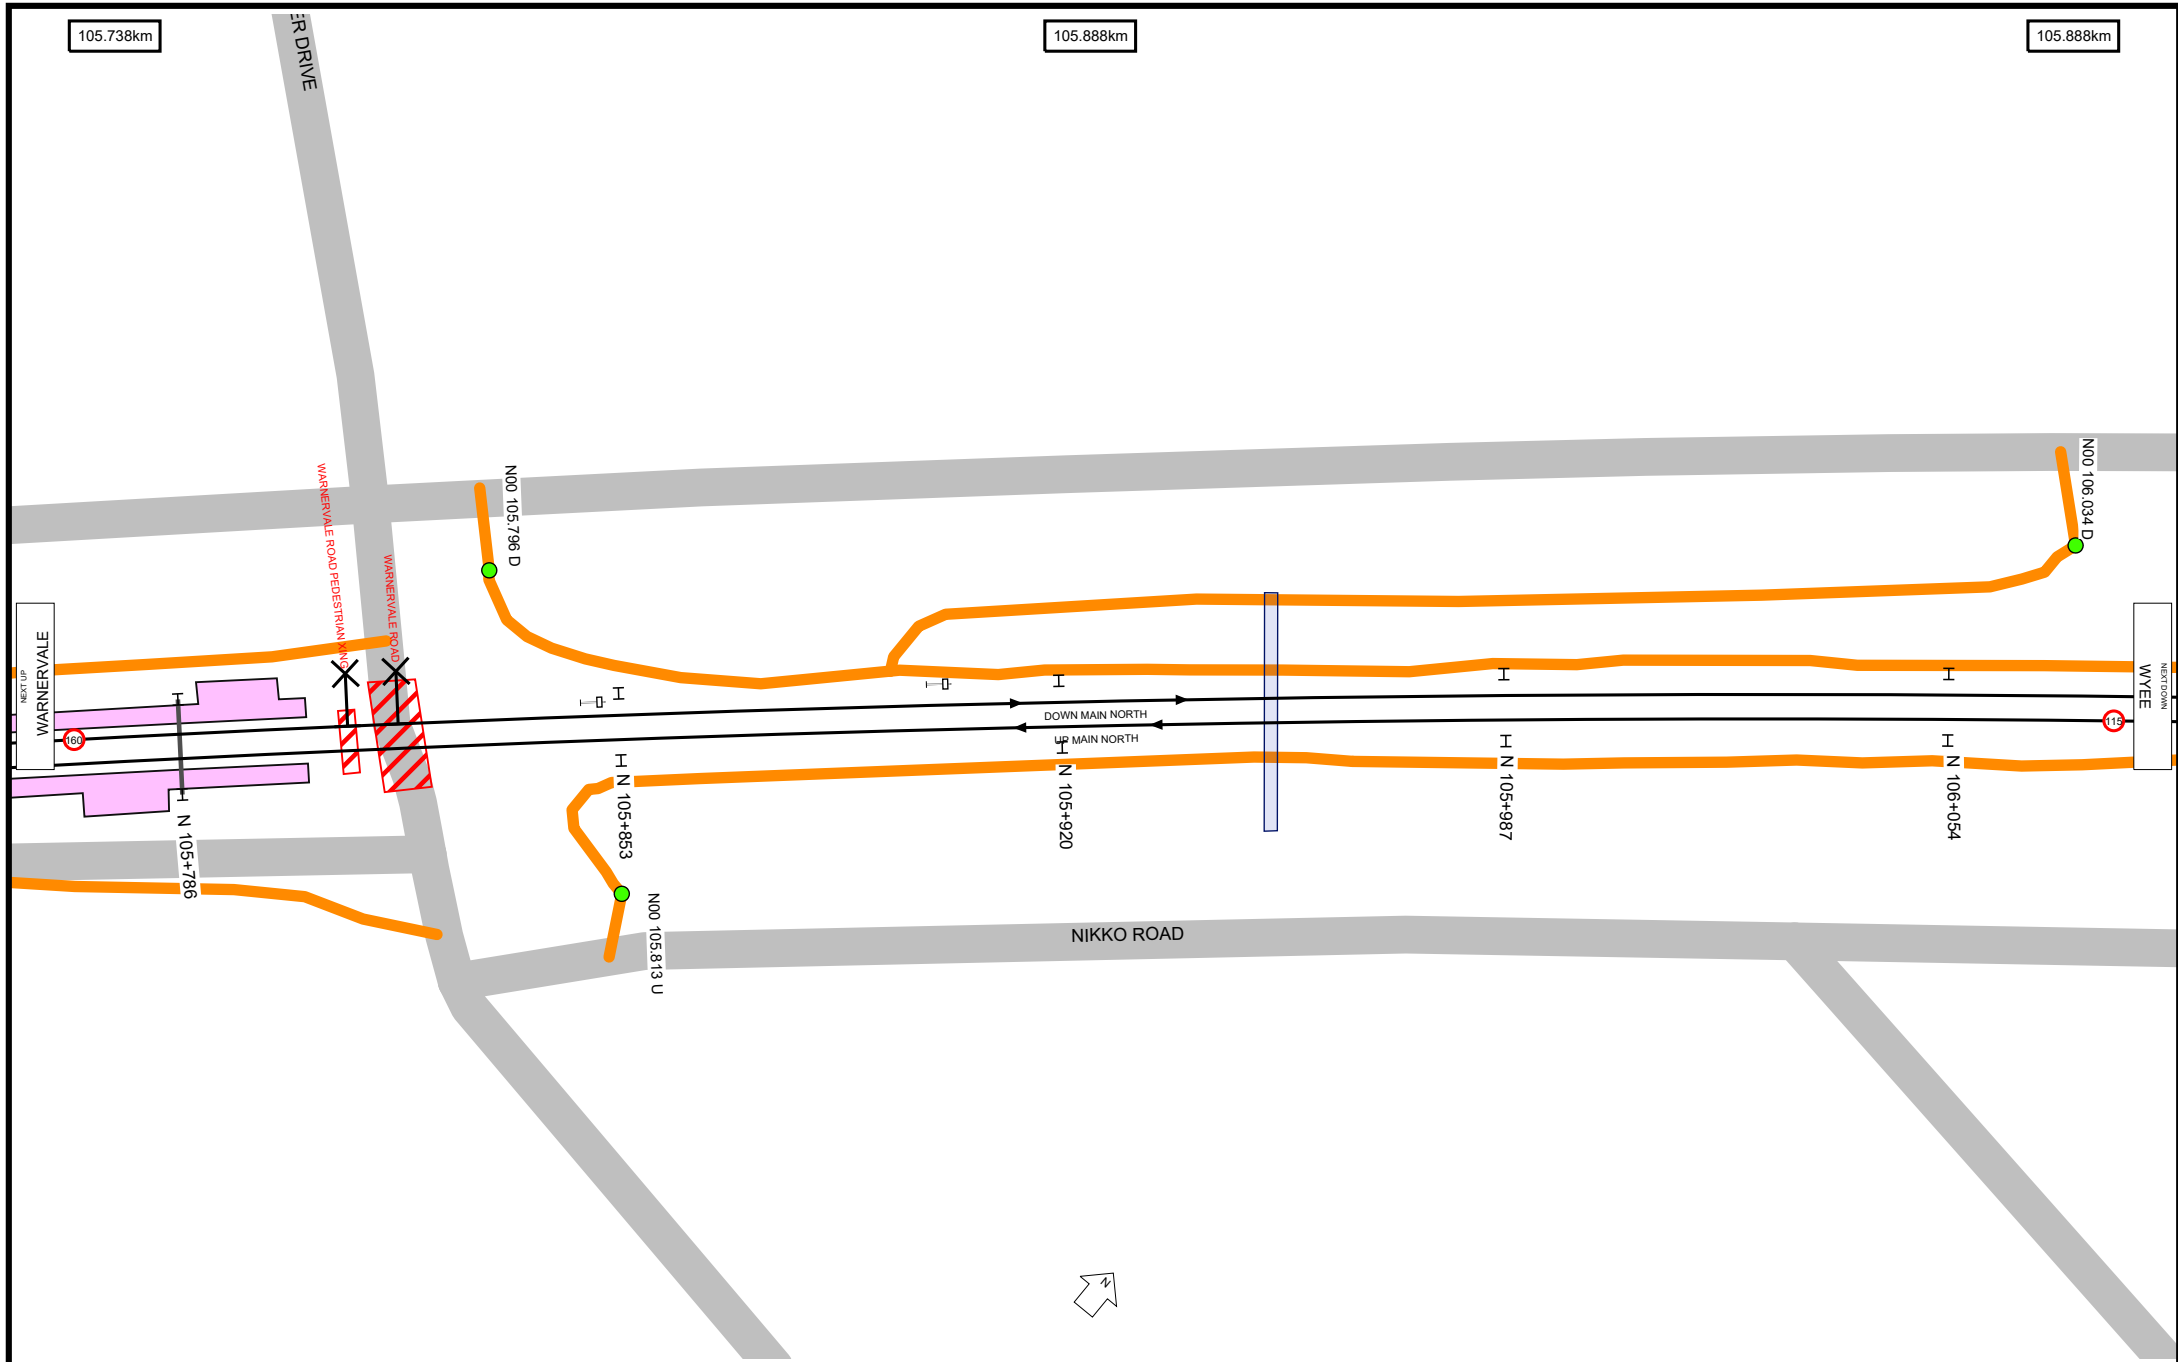 105.738km
105.888km
105.888km
ER DRIVE
WARNERVALE ROAD PEDESTRIAN XING
WARNERVALE ROAD
N00 105.796 D
N00 106.034 D
NEXT UP
WARNERVALE
160
DOWN MAIN NORTH
UP MAIN NORTH
115
WYEE
NEXT DOWN
N 105+786
N 105+853
N 105+920
N 105+987
N 106+054
N00 105.813 U
NIKKO ROAD
N